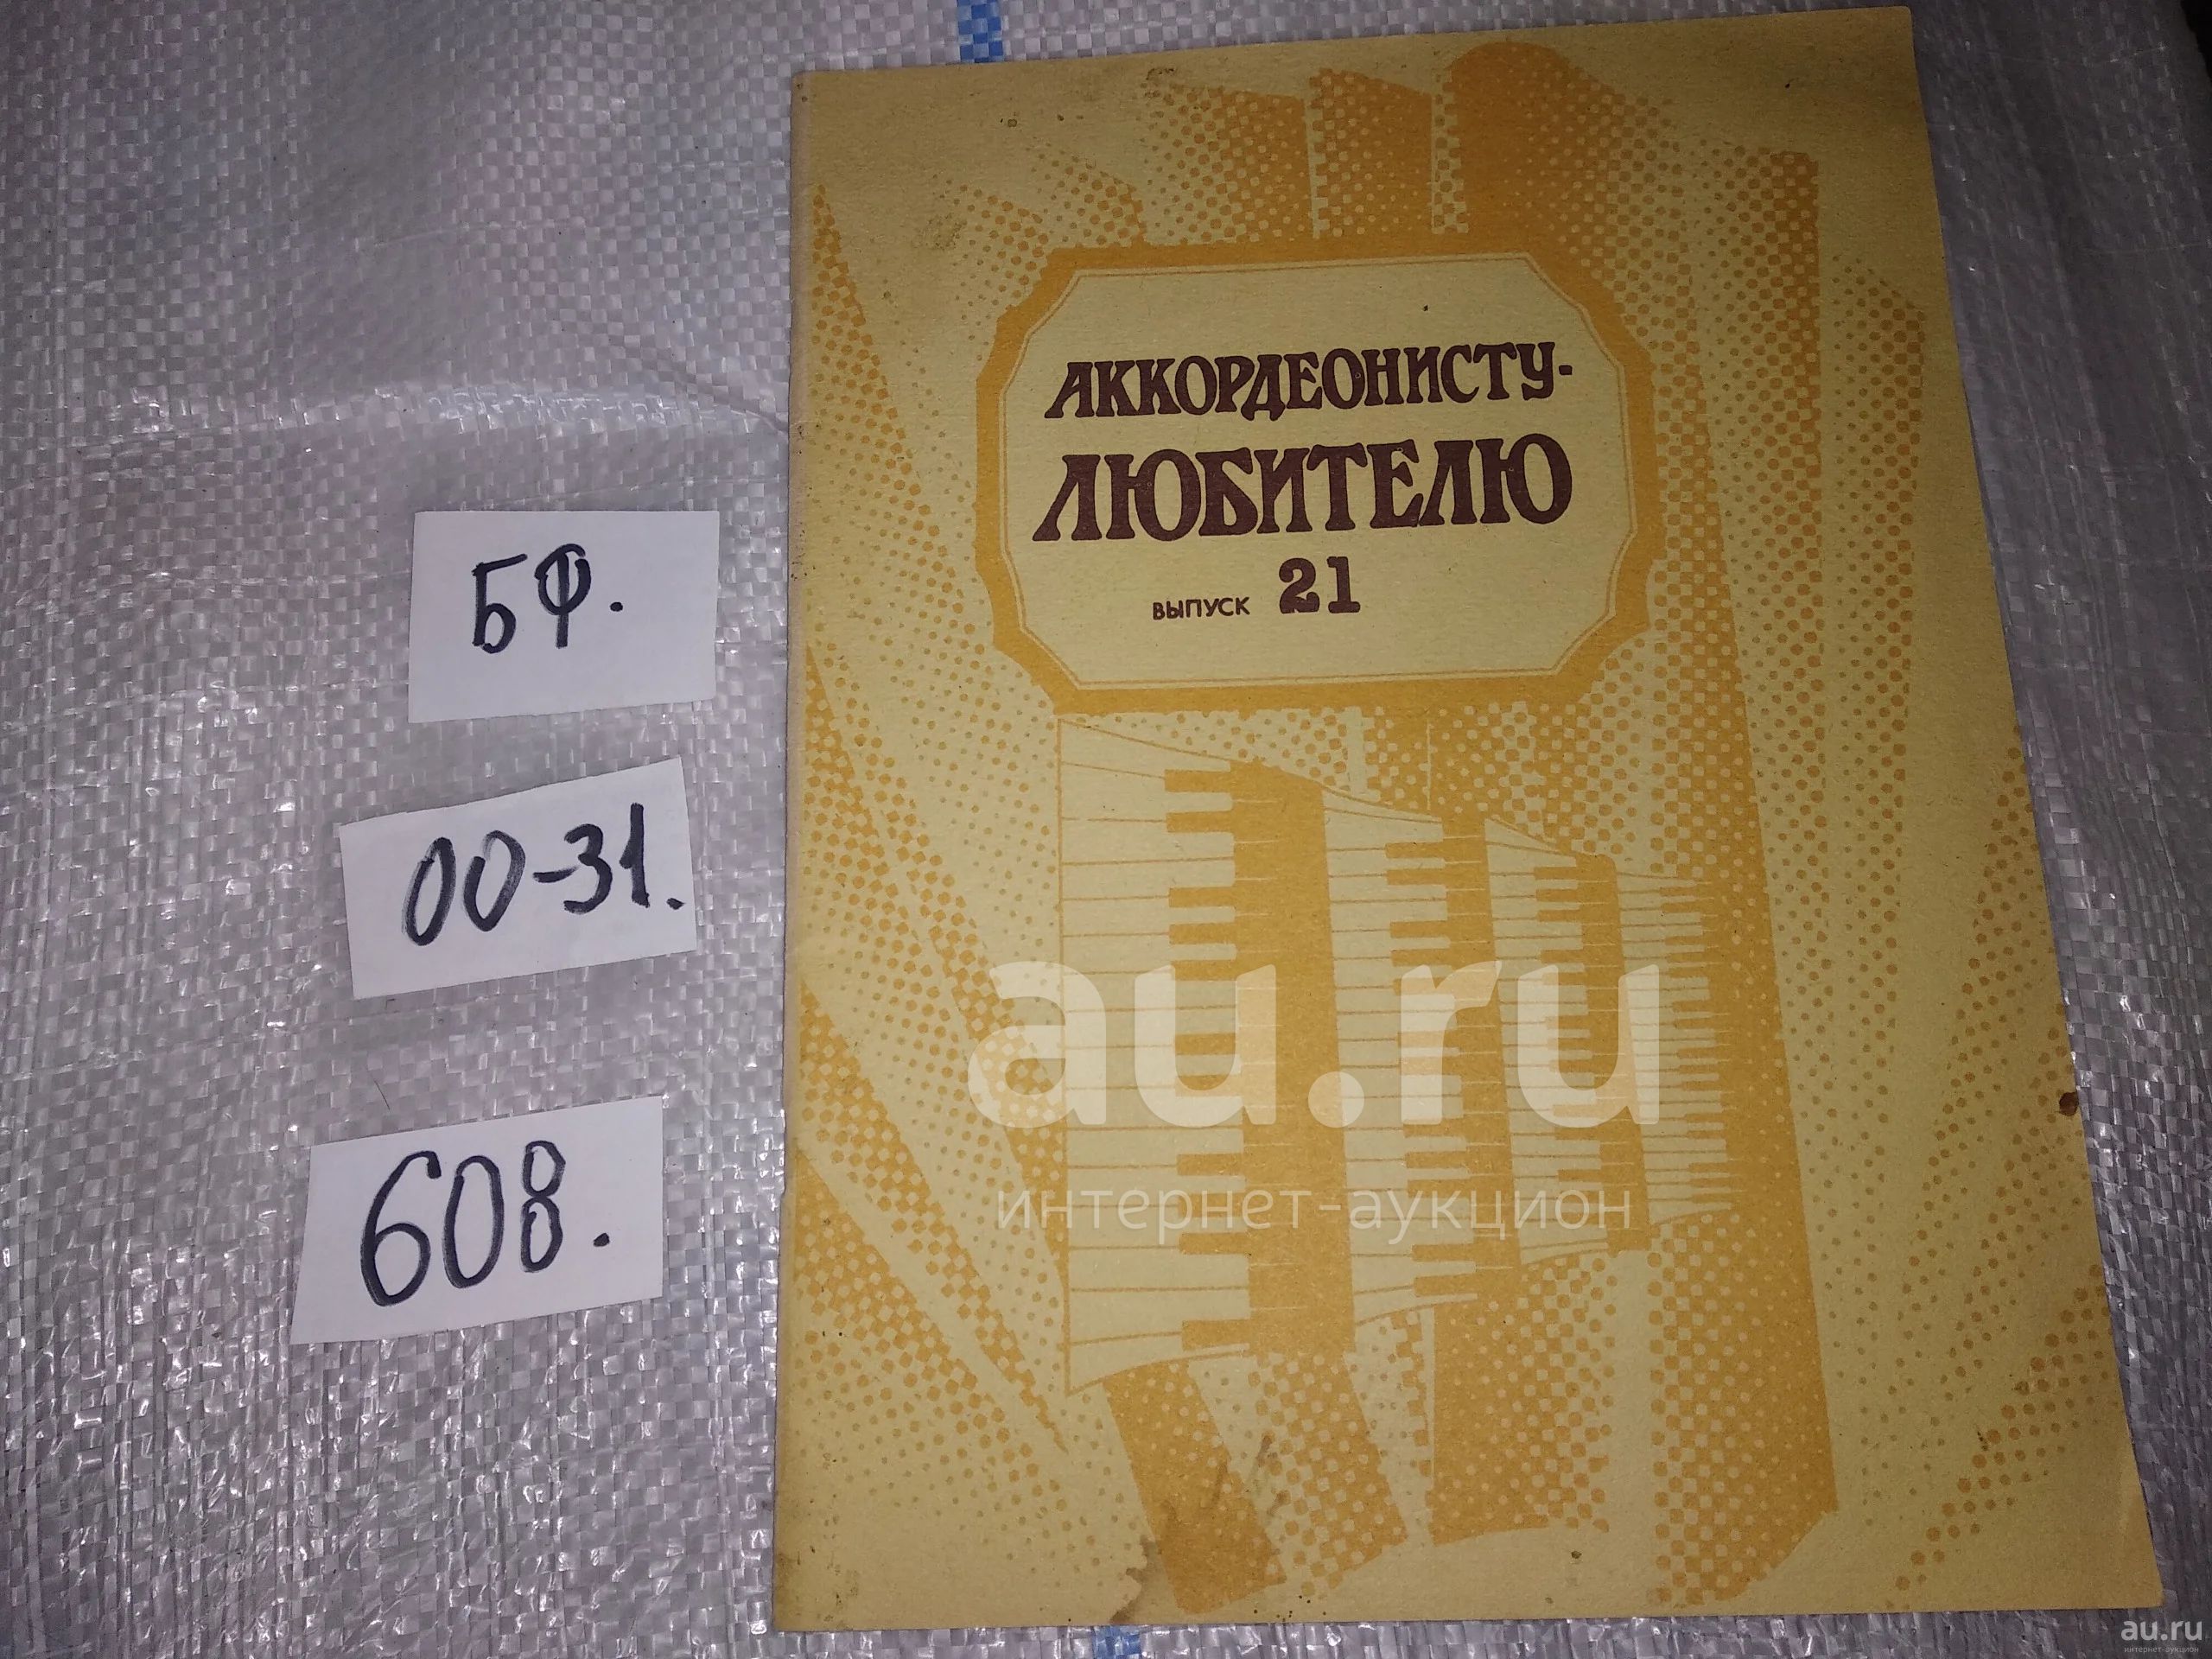 АККОРДЕОНИСТУ-
ЛЮБИТЕЛЮ
ВЫПУСК 21
БФ.
00-31.
608.
au.ru
интернет-аукцион
au.ru
интернет-аукцион